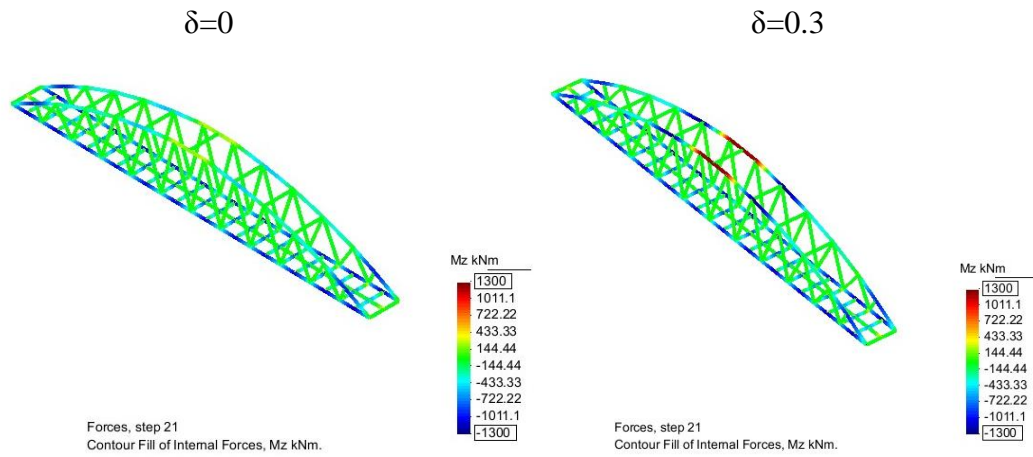 δ=0
Mz kNm
1300
1011.1
722.22
433.33
144.44
-144.44
-433.33
-722.22
-1011.1
-1300
Forces, step 21
Contour Fill of Internal Forces, Mz kNm.
δ=0.3
Mz kNm
1300
1011.1
722.22
433.33
144.44
-144.44
-433.33
-722.22
-1011.1
-1300
Forces, step 21
Contour Fill of Internal Forces, Mz kNm.